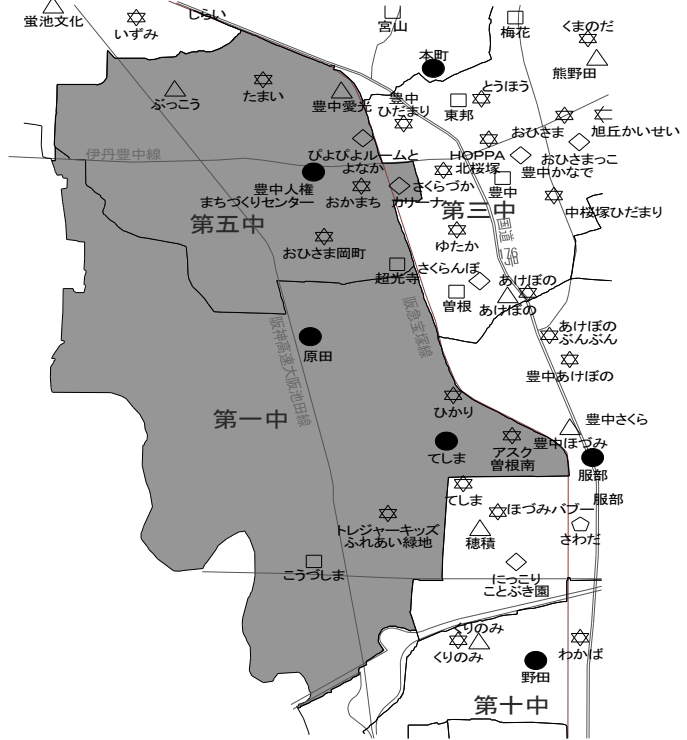 蛍池文化
いずみ
しらい
宮山
梅花
くまのだ
熊野田
本町
ぶっこう
たまい
豊中愛光
豊中
ひだまり
東邦
とうほう
おひさま
旭丘かいせい
伊丹豊中線
ぴよぴよルームと
よなか
HOPPA
北桜塚
豊中かなで
おひさまっこ
豊中人権
まちづくりセンター
おかまち
さくらづか
カリーナ
豊中
第三中
中桜塚ひだまり
第五中
おひさま岡町
ゆたか
国道176号
超光寺
さくらんぼ
曽根
あけぼの
あけぼの
阪急宝塚線
阪神高速大阪池田線
原田
あけぼの
ぶんぶん
豊中あけぼの
第一中
ひかり
豊中さくら
てしま
アスク
曽根南
豊中ほづみ
服部
てしま
服部
ほづみバブー
トレジャーキッズ
ふれあい緑地
穂積
さわだ
こうづしま
にっこり
ことぶき園
くりのみ
くりのみ
わかば
野田
第十中